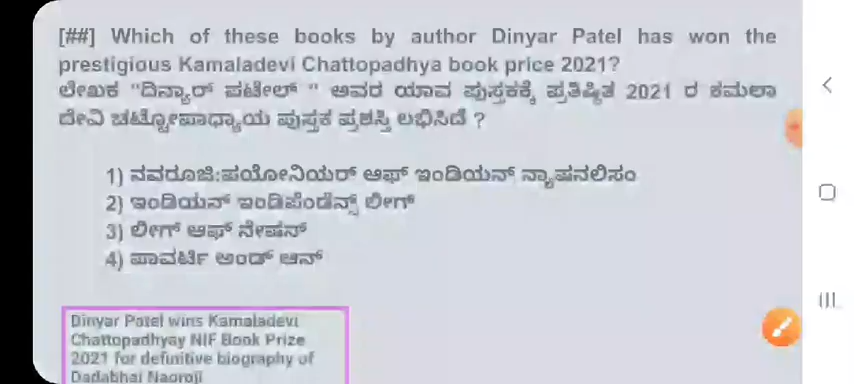 [##] Which of these books by author Dinyar Patel has won the
prestigious Kamaladevi Chattopadhya book price 2021?
ಲೇಖಕ "ದಿನ್ಯಾರ್ ಪಟೇಲ್ " ಅವರ ಯಾವ ಪುಸ್ತಕಕ್ಕೆ ಪ್ರತಿಷ್ಠಿತ 2021 ರ ಕಮಲಾ
ದೇವಿ ಚಟ್ಟೋಪಾಧ್ಯಾಯ ಪುಸ್ತಕ ಪ್ರಶಸ್ತಿ ಲಭಿಸಿದೆ ?
1) ನವರೂಜಿ:ಪಯೋನಿಯರ್ ಆಫ್ ಇಂಡಿಯನ್ ನ್ಯಾಷನಲಿಸಂ
2) ಇಂಡಿಯನ್ ಇಂಡಿಪೆಂಡೆನ್ಸ್ ಲೀಗ್
3) ಲೀಗ್ ಆಫ್ ನೇಷನ್
4) ಪಾವರ್ಟಿ ಅಂಡ್ ಆನ್
Dinyar Patel wins Kamaladevi
Chattopadhyay NIF Book Prize
2021 for definitive biography of
Dadabhai Naoroji